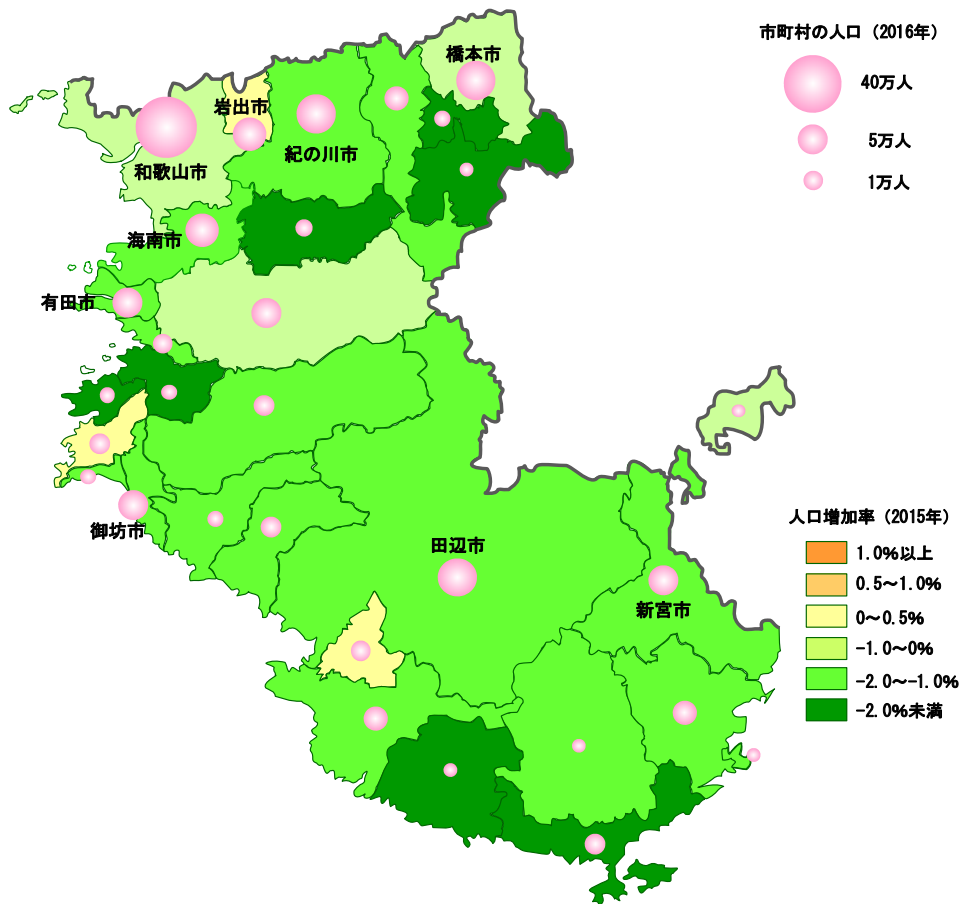 市町村の人口（2016年）
40万人
5万人
1万人
橋本市
岩出市
紀の川市
和歌山市
海南市
有田市
御坊市
田辺市
新宮市
人口増加率（2015年）
1.0%以上
0.5～1.0%
0～0.5%
-1.0～0%
-2.0～-1.0%
-2.0%未満